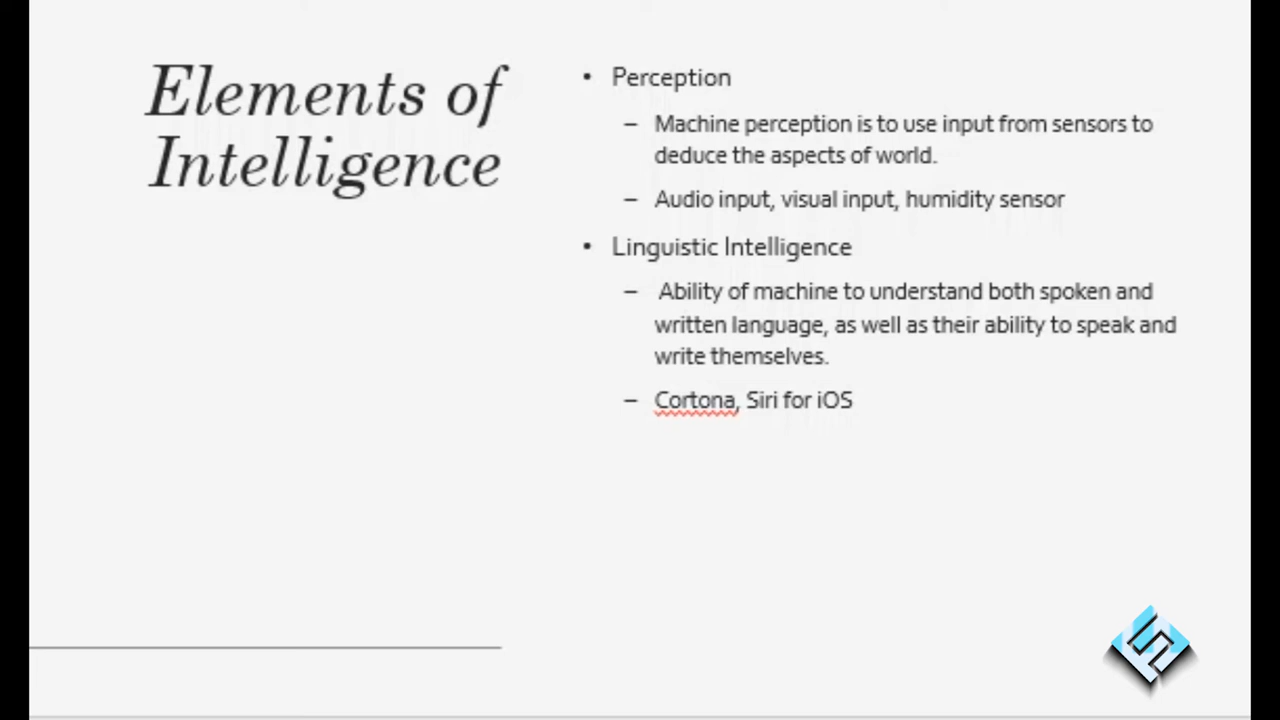 Elements of
Intelligence
• Perception
– Machine perception is to use input from sensors to
deduce the aspects of world.
– Audio input, visual input, humidity sensor
• Linguistic Intelligence
– Ability of machine to understand both spoken and
written language, as well as their ability to speak and
write themselves.
– Cortona, Siri for iOS